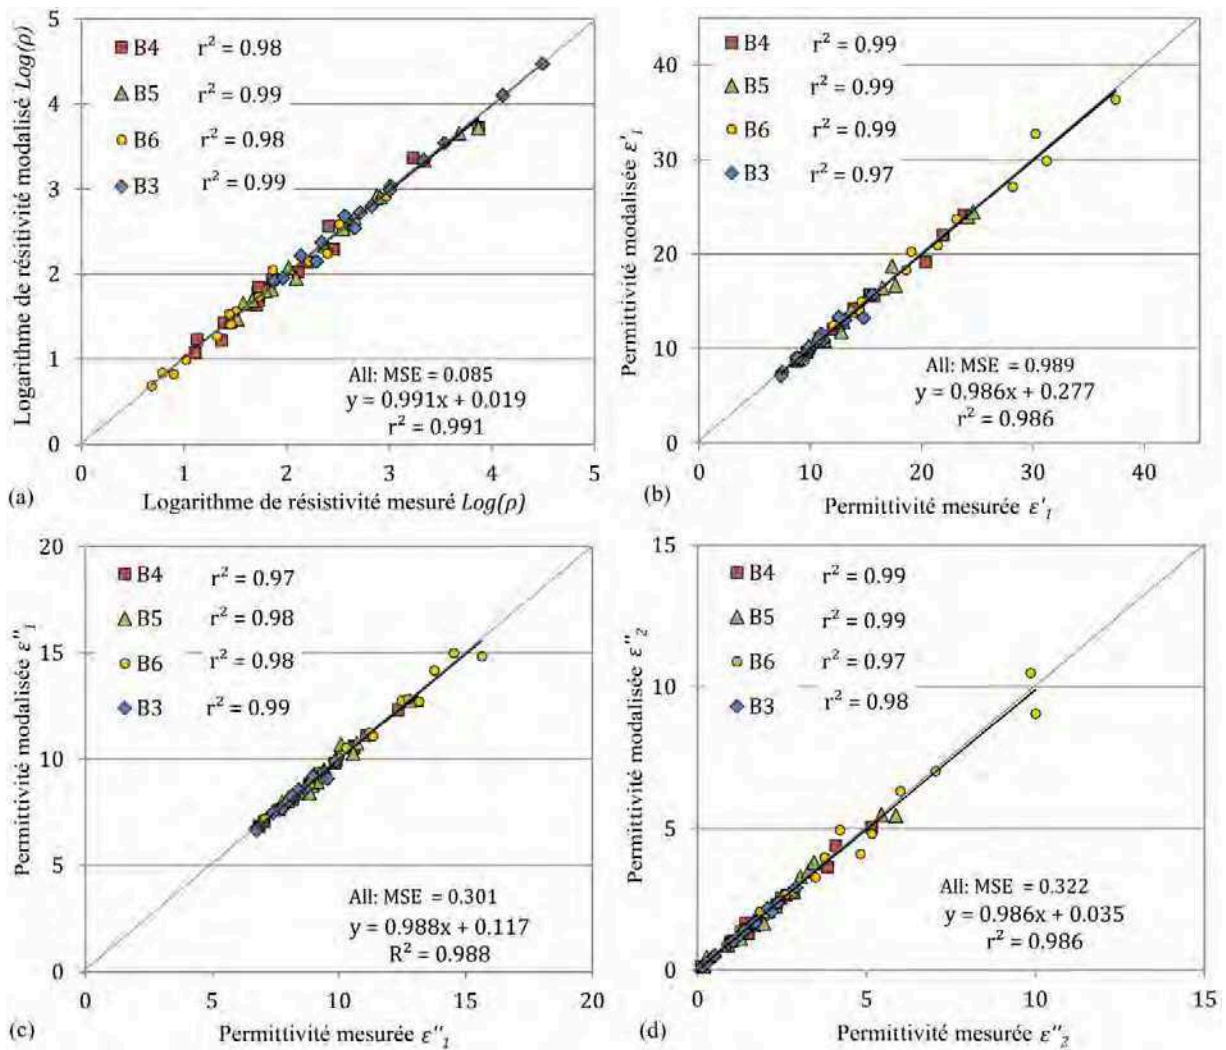 (a)
Logarithme de résitivité modalisé Log(ρ)
5
4
3
2
1
0
B4 r² = 0.98
B5 r² = 0.99
B6 r² = 0.98
B3 r² = 0.99
All: MSE = 0.085
y = 0.991x + 0.019
r² = 0.991
0 1 2 3 4 5
Logarithme de résistivité mesuré Log(ρ)
(b)
Permittivité modalisée ε'₁
40
30
20
10
0
B4 r² = 0.99
B5 r² = 0.99
B6 r² = 0.99
B3 r² = 0.97
All: MSE = 0.989
y = 0.986x + 0.277
r² = 0.986
0 10 20 30 40
Permittivité mesurée ε'₁
(c)
Permittivité modalisée ε''₁
20
15
10
5
0
B4 r² = 0.97
B5 r² = 0.98
B6 r² = 0.98
B3 r² = 0.99
All: MSE = 0.301
y = 0.988x + 0.117
R² = 0.988
0 5 10 15 20
Permittivité mesurée ε''₁
(d)
Permittivité modalisée ε''₂
15
10
5
0
B4 r² = 0.99
B5 r² = 0.99
B6 r² = 0.97
B3 r² = 0.98
All: MSE = 0.322
y = 0.986x + 0.035
r² = 0.986
0 5 10 15
Permittivité mesurée ε''₂